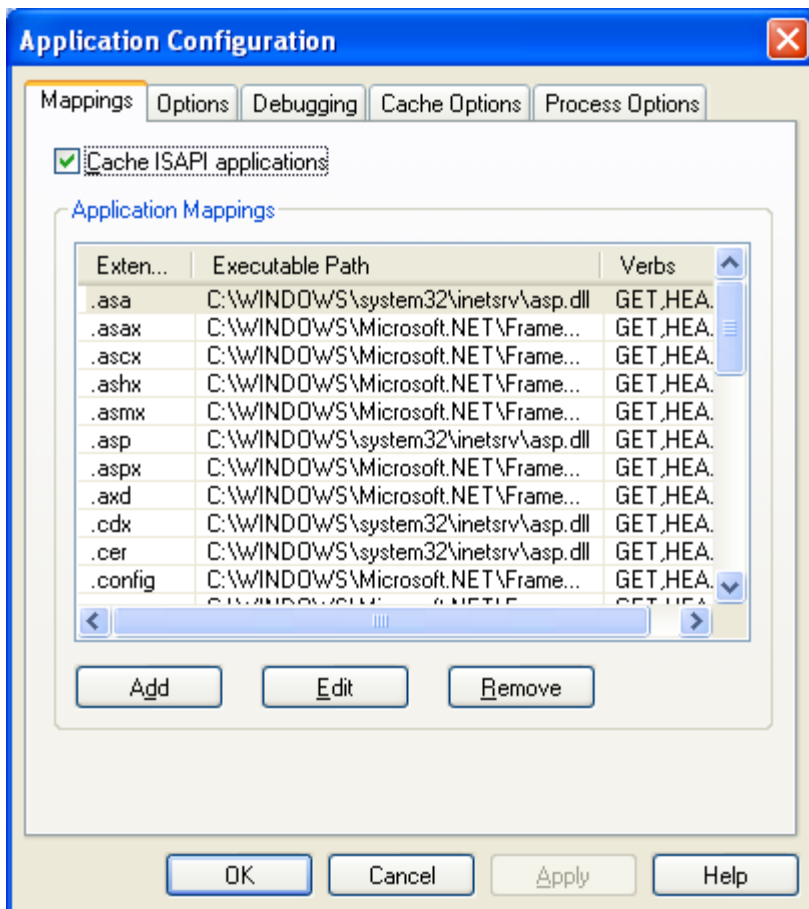 Application Configuration
Mappings Options Debugging Cache Options Process Options
Cache ISAPI applications
Application Mappings
Exten... Executable Path Verbs
.asa C:\WINDOWS\system32\inetsrv\asp.dll GET,HEA.
.asax C:\WINDOWS\Microsoft.NET\Frame... GET,HEA.
.ascx C:\WINDOWS\Microsoft.NET\Frame... GET,HEA.
.ashx C:\WINDOWS\Microsoft.NET\Frame... GET,HEA.
.asmx C:\WINDOWS\Microsoft.NET\Frame... GET,HEA.
.asp C:\WINDOWS\system32\inetsrv\asp.dll GET,HEA.
.aspx C:\WINDOWS\Microsoft.NET\Frame... GET,HEA.
.axd C:\WINDOWS\Microsoft.NET\Frame... GET,HEA.
.cdx C:\WINDOWS\system32\inetsrv\asp.dll GET,HEA.
.cer C:\WINDOWS\system32\inetsrv\asp.dll GET,HEA.
.config C:\WINDOWS\Microsoft.NET\Frame... GET,HEA.
Add Edit Remove
OK Cancel Apply Help